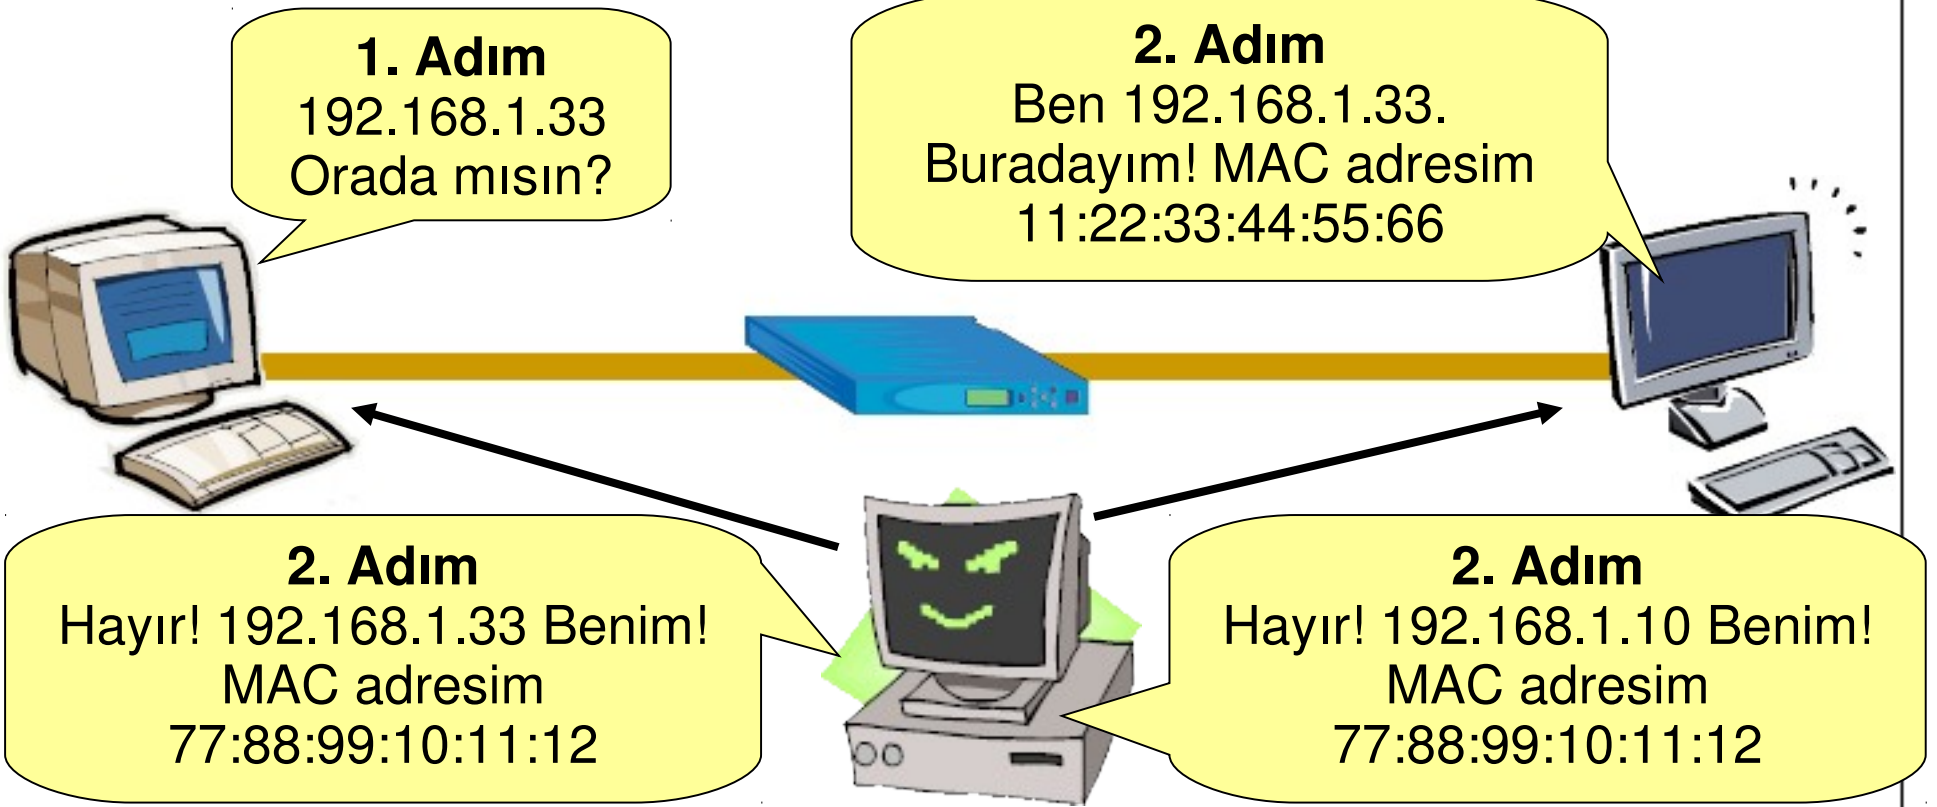 1. Adım
192.168.1.33
Orada mısın?
2. Adım
Ben 192.168.1.33.
Buradayım! MAC adresim
11:22:33:44:55:66
2. Adım
Hayır! 192.168.1.33 Benim!
MAC adresim
77:88:99:10:11:12
2. Adım
Hayır! 192.168.1.10 Benim!
MAC adresim
77:88:99:10:11:12